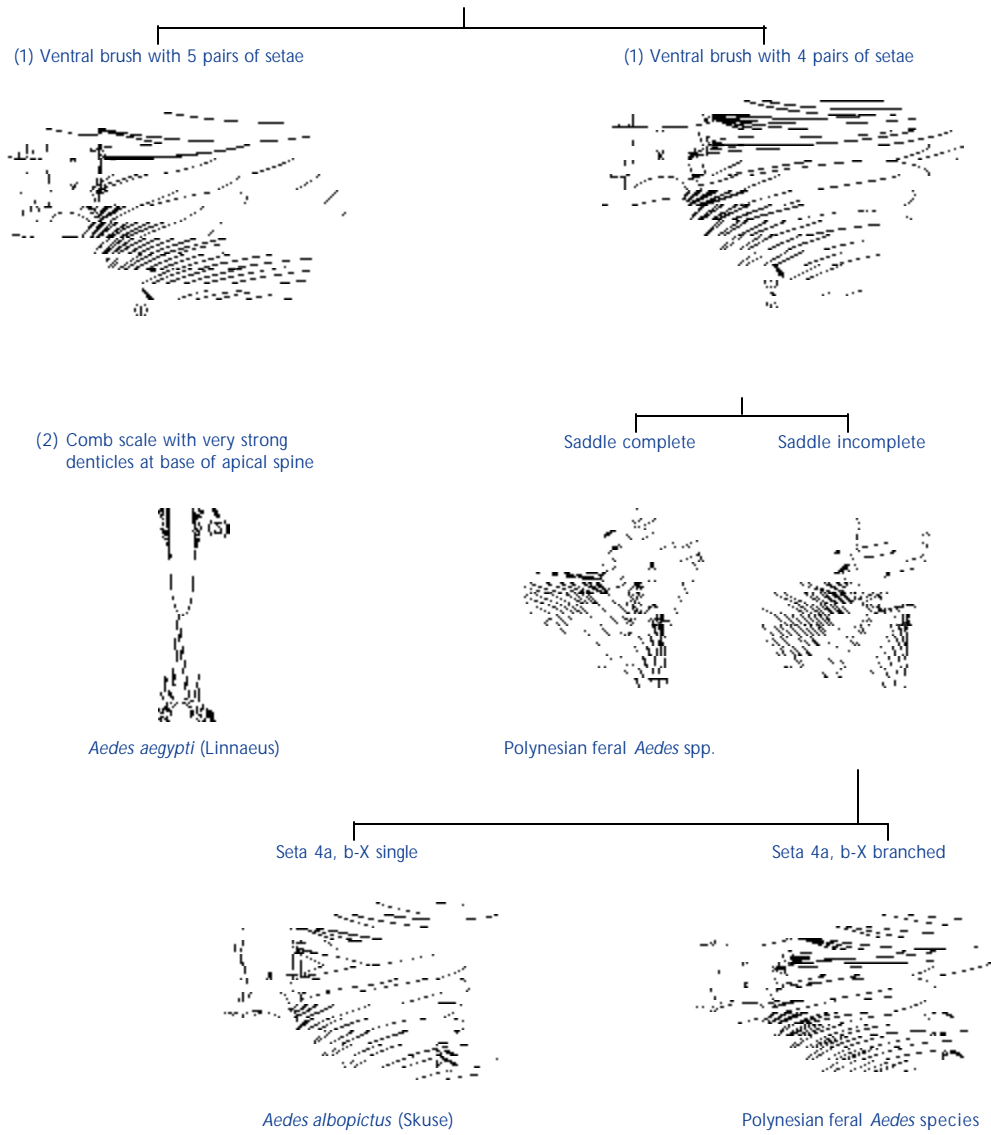 (1) Ventral brush with 5 pairs of setae
(1) Ventral brush with 4 pairs of setae
(2) Comb scale with very strong
denticles at base of apical spine
Saddle complete
Saddle incomplete
(3)
Aedes aegypti (Linnaeus)
Polynesian feral Aedes spp.
Seta 4a, b-X single
Seta 4a, b-X branched
Aedes albopictus (Skuse)
Polynesian feral Aedes species